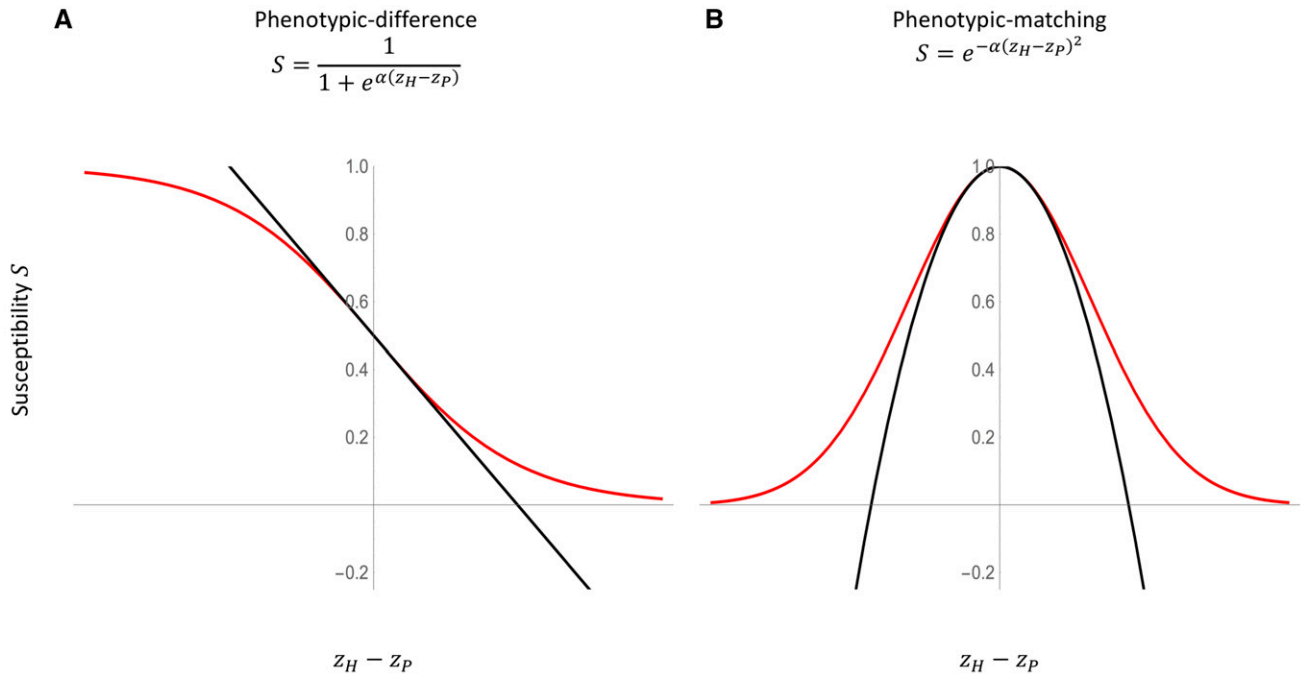 A
Phenotypic-difference
S = 1 / (1 + e^{α(z_H−z_P)})
B
Phenotypic-matching
S = e^{−α(z_H−z_P)^2}
Susceptibility S
1.0
0.8
0.6
0.4
0.2
−0.2
z_H − z_P
1.0
0.8
0.6
0.4
0.2
−0.2
z_H − z_P